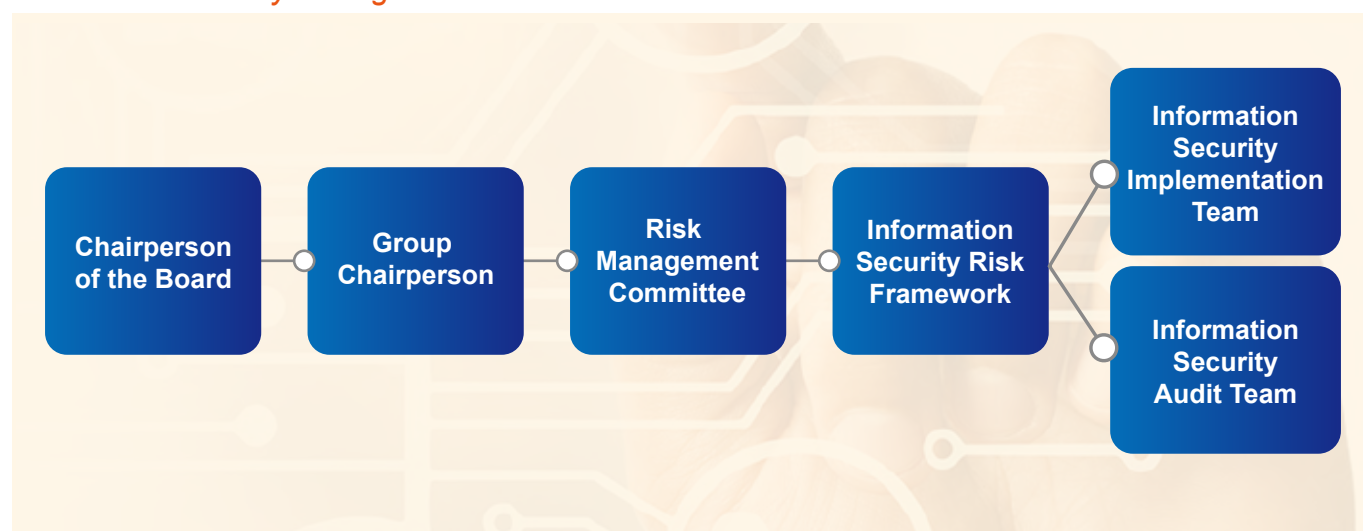 Chairperson
of the Board
Group
Chairperson
Risk
Management
Committee
Information
Security Risk
Framework
Information
Security
Implementation
Team
Information
Security
Audit Team